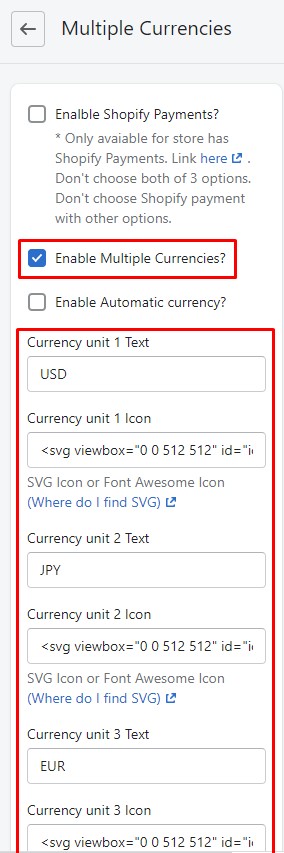 Multiple Currencies
Enalble Shopify Payments?
* Only avaiable for store has
Shopify Payments. Link here .
Don't choose both of 3 options.
Don't choose Shopify payment
with other options.
Enable Multiple Currencies?
Enable Automatic currency?
Currency unit 1 Text
USD
Currency unit 1 Icon
<svg viewbox="0 0 512 512" id="i
SVG Icon or Font Awesome Icon
(Where do I find SVG)
Currency unit 2 Text
JPY
Currency unit 2 Icon
<svg viewbox="0 0 512 512" id="i
SVG Icon or Font Awesome Icon
(Where do I find SVG)
Currency unit 3 Text
EUR
Currency unit 3 Icon
<svg viewbox="0 0 512 512" id="i